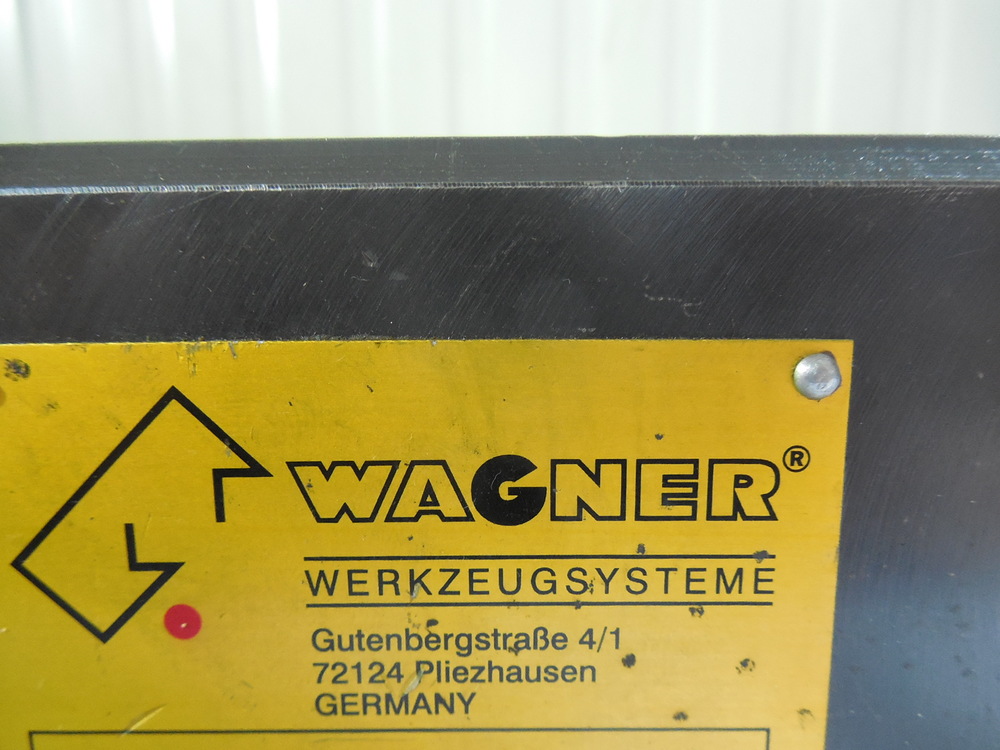 WAGNER®
WERKZEUGSYSTEME
Gutenbergstraße 4/1
72124 Pliezhausen
GERMANY